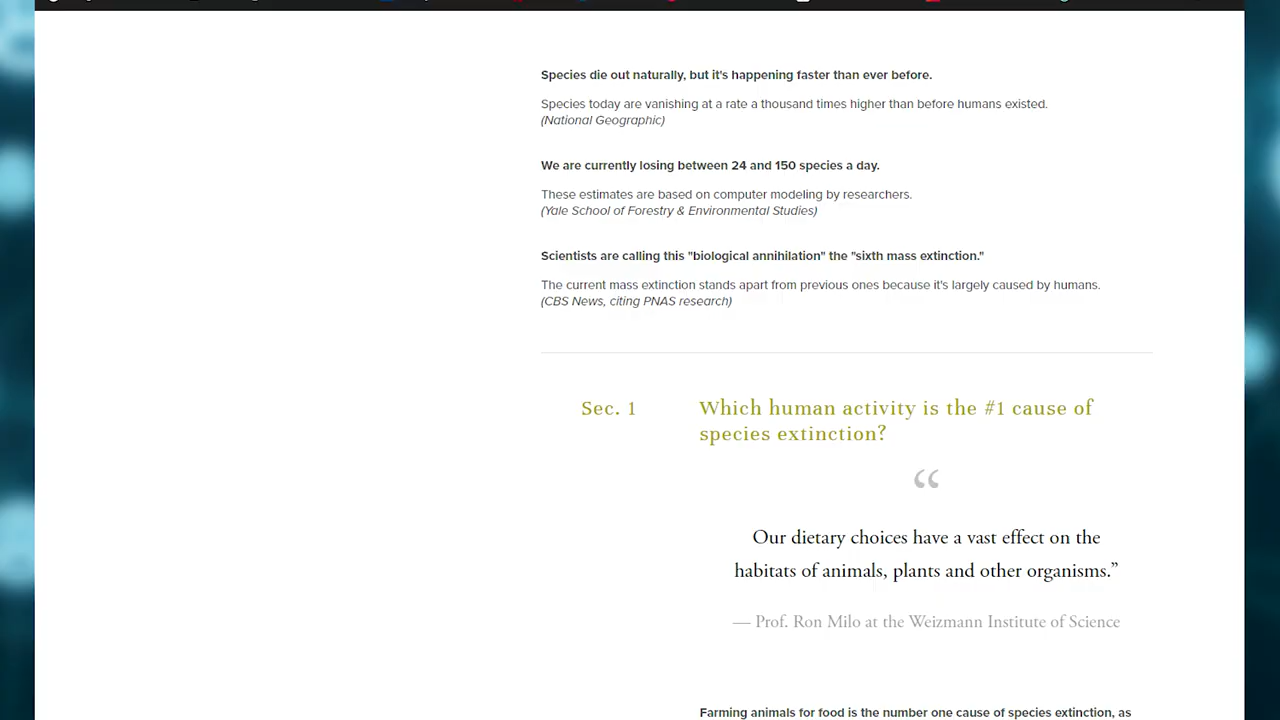 Species die out naturally, but it's happening faster than ever before.
Species today are vanishing at a rate a thousand times higher than before humans existed.
(National Geographic)
We are currently losing between 24 and 150 species a day.
These estimates are based on computer modeling by researchers.
(Yale School of Forestry & Environmental Studies)
Scientists are calling this "biological annihilation" the "sixth mass extinction."
The current mass extinction stands apart from previous ones because it's largely caused by humans.
(CBS News, citing PNAS research)
Sec. 1
Which human activity is the #1 cause of
species extinction?
“
Our dietary choices have a vast effect on the
habitats of animals, plants and other organisms.”
— Prof. Ron Milo at the Weizmann Institute of Science
Farming animals for food is the number one cause of species extinction, as